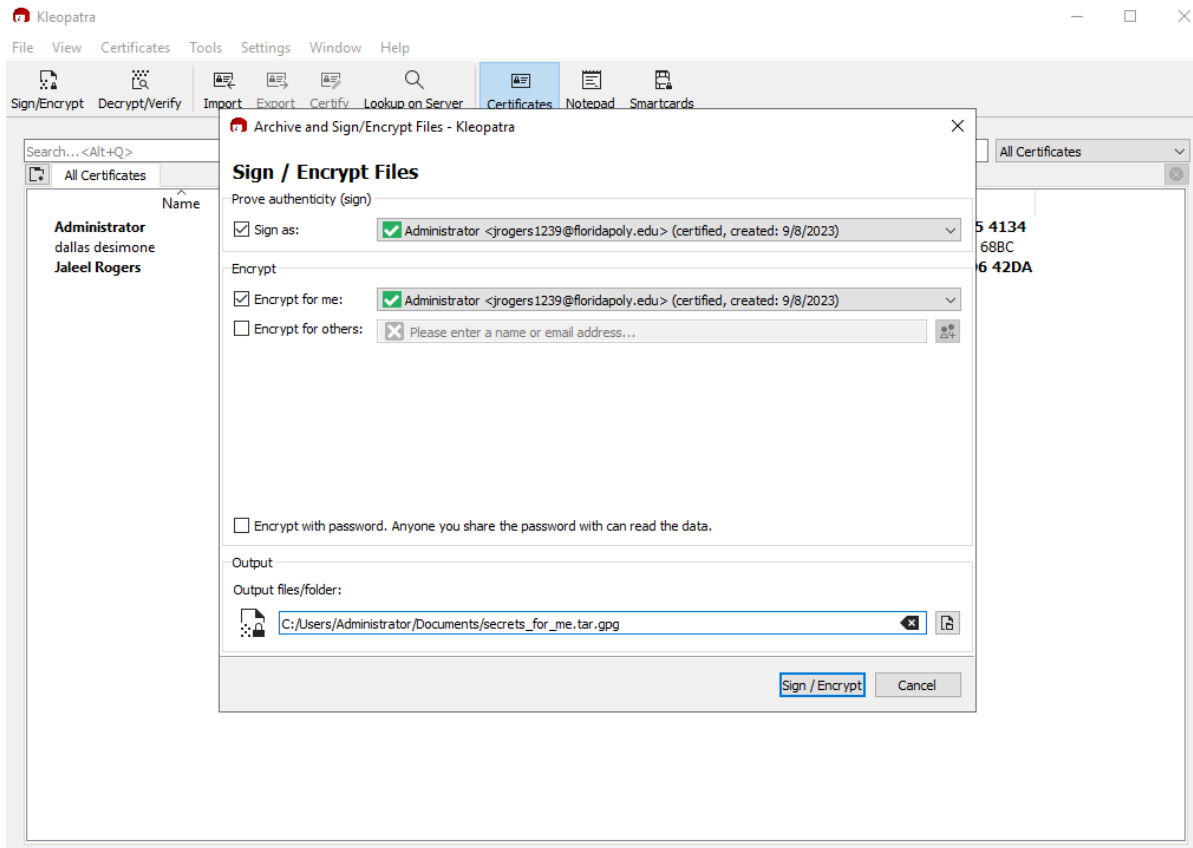 Kleopatra
File View Certificates Tools Settings Window Help
Sign/Encrypt Decrypt/Verify Import Export Certify Lookup on Server Certificates Notepad Smartcards
Archive and Sign/Encrypt Files - Kleopatra
Search...<Alt+Q>
All Certificates
All Certificates
Sign / Encrypt Files
Name
Prove authenticity (sign)
Administrator
5 4134
Sign as: Administrator <jrogers1239@floridapoly.edu> (certified, created: 9/8/2023)
dallas desimone
68BC
Jaleel Rogers
6 42DA
Encrypt
Encrypt for me: Administrator <jrogers1239@floridapoly.edu> (certified, created: 9/8/2023)
Encrypt for others: Please enter a name or email address...
Encrypt with password. Anyone you share the password with can read the data.
Output
Output files/folder:
C:/Users/Administrator/Documents/secrets_for_me.tar.gpg
Sign / Encrypt Cancel